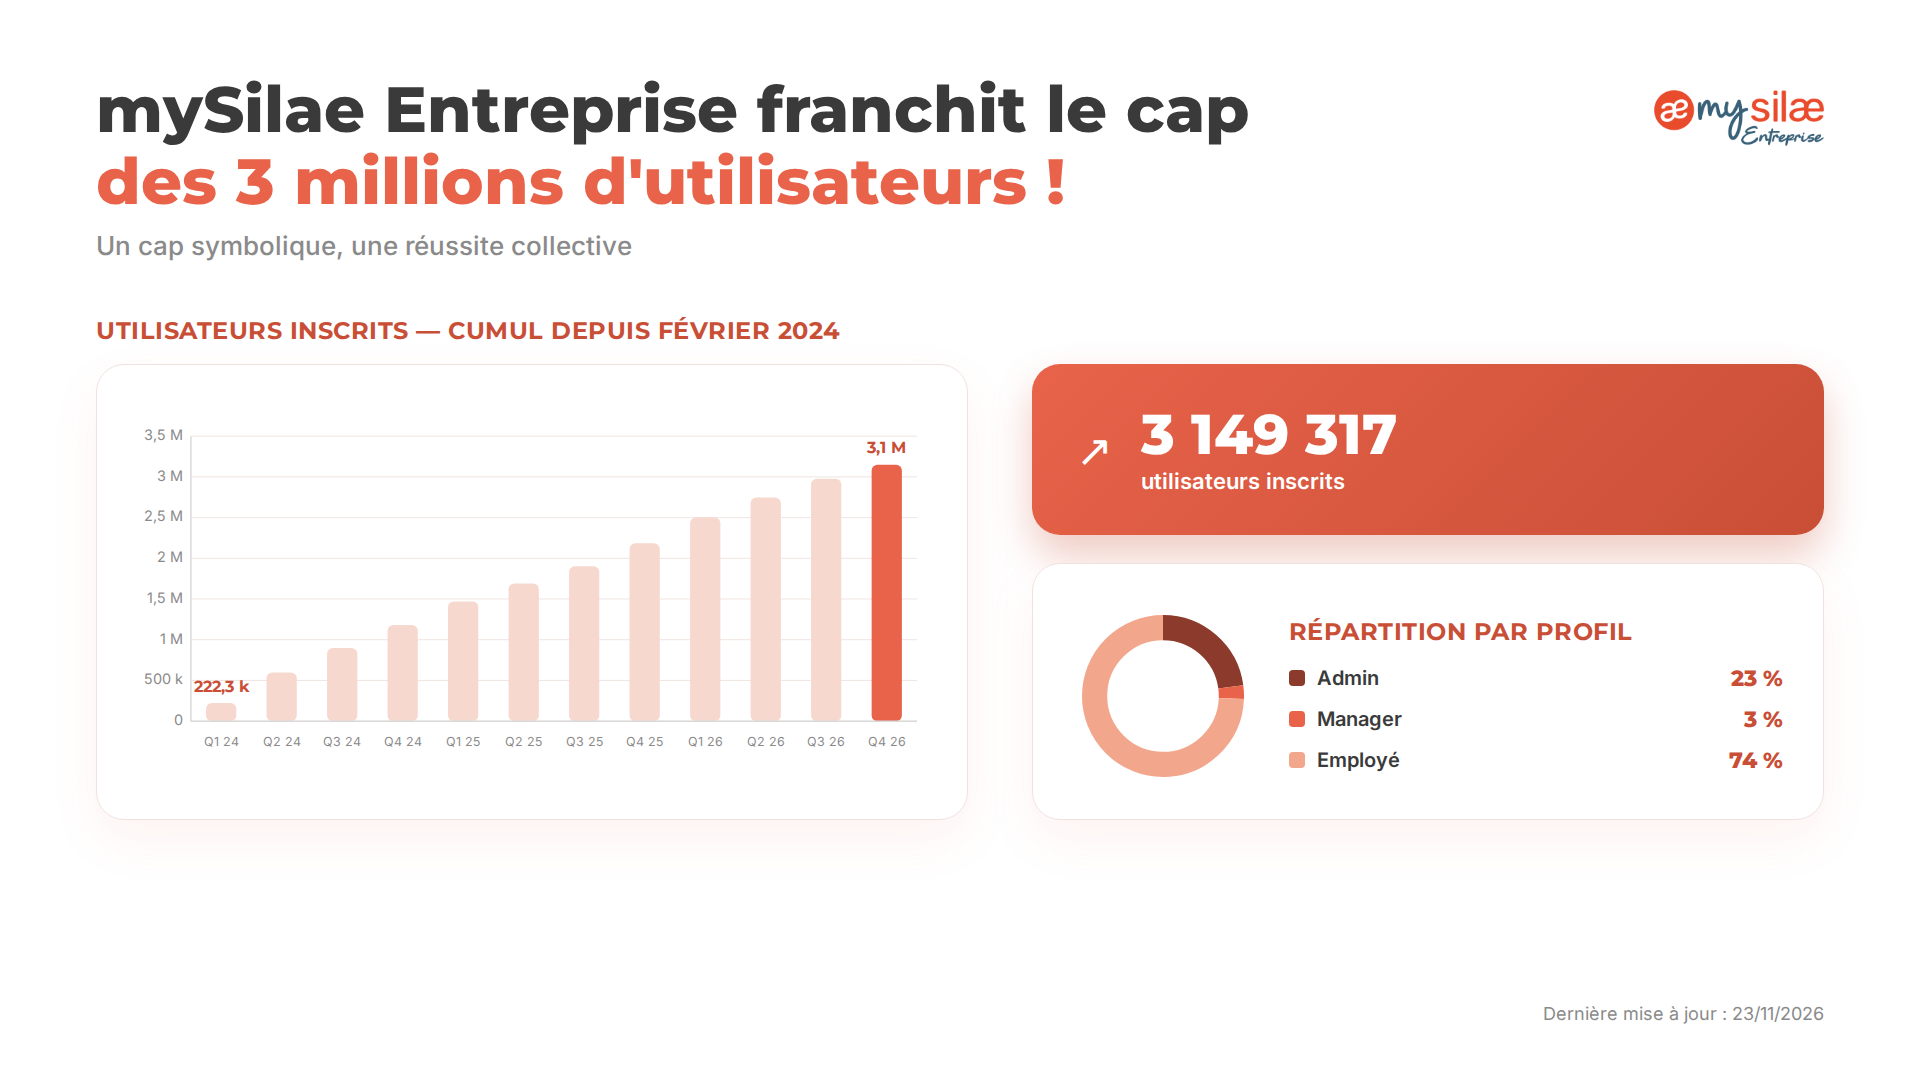 mySilae Entreprise franchit le cap
des 3 millions d'utilisateurs !
Un cap symbolique, une réussite collective
æ mysilæ
Entreprise
UTILISATEURS INSCRITS — CUMUL DEPUIS FÉVRIER 2024
3,5 M
3 M
2,5 M
2 M
1,5 M
1 M
500 k
0
222,3 k
3,1 M
Q1 24 Q2 24 Q3 24 Q4 24 Q1 25 Q2 25 Q3 25 Q4 25 Q1 26 Q2 26 Q3 26 Q4 26
3 149 317
utilisateurs inscrits
RÉPARTITION PAR PROFIL
Admin 23 %
Manager 3 %
Employé 74 %
Dernière mise à jour : 23/11/2026